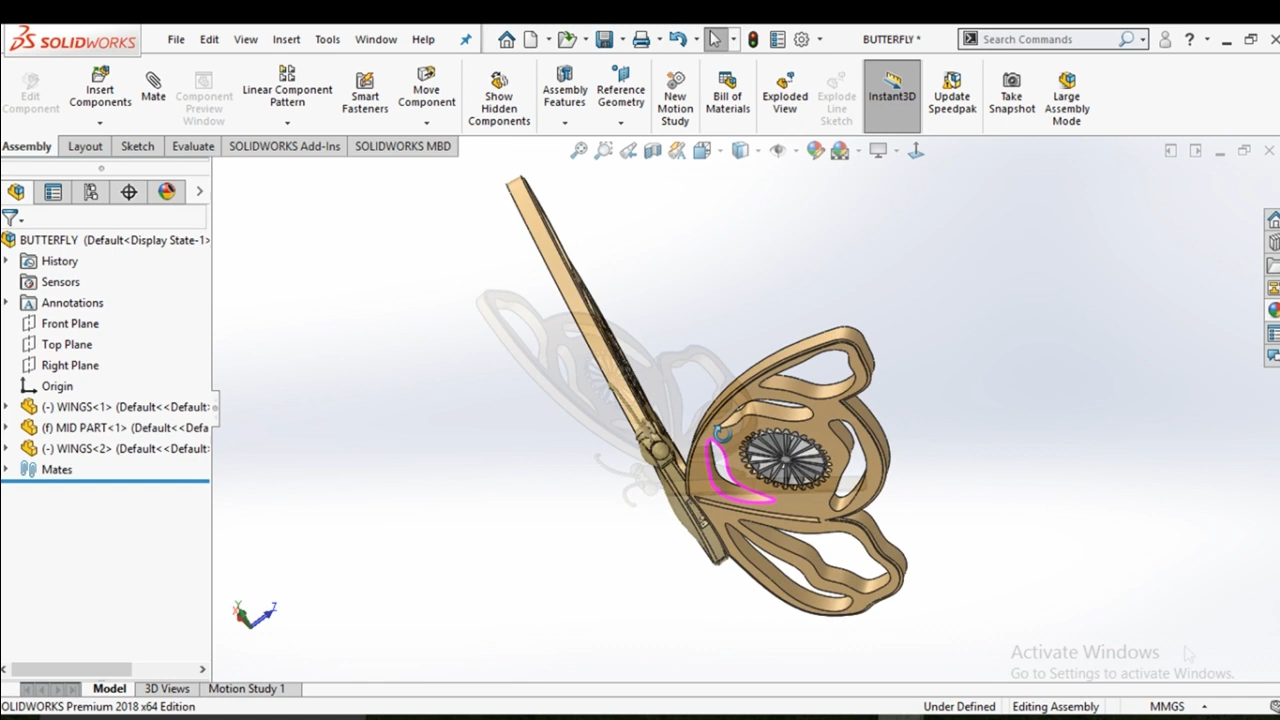 SOLIDWORKS
File Edit View Insert Tools Window Help
BUTTERFLY *
Search Commands
?
Edit Component
Insert Components
Mate
Component Preview Window
Linear Component Pattern
Smart Fasteners
Move Component
Show Hidden Components
Assembly Features
Reference Geometry
New Motion Study
Bill of Materials
Exploded View
Explode Line Sketch
Instant3D
Update Speedpak
Take Snapshot
Large Assembly Mode
Assembly Layout Sketch Evaluate SOLIDWORKS Add-Ins SOLIDWORKS MBD
BUTTERFLY (Default<Display State-1>
History
Sensors
Annotations
Front Plane
Top Plane
Right Plane
Origin
(-) WINGS<1> (Default<<Default:
(f) MID PART<1> (Default<<Defa
(-) WINGS<2> (Default<<Default:
Mates
Y
X
Z
Activate Windows
Go to Settings to activate Windows.
Model 3D Views Motion Study 1
OLIDWORKS Premium 2018 x64 Edition
Under Defined Editing Assembly MMGS